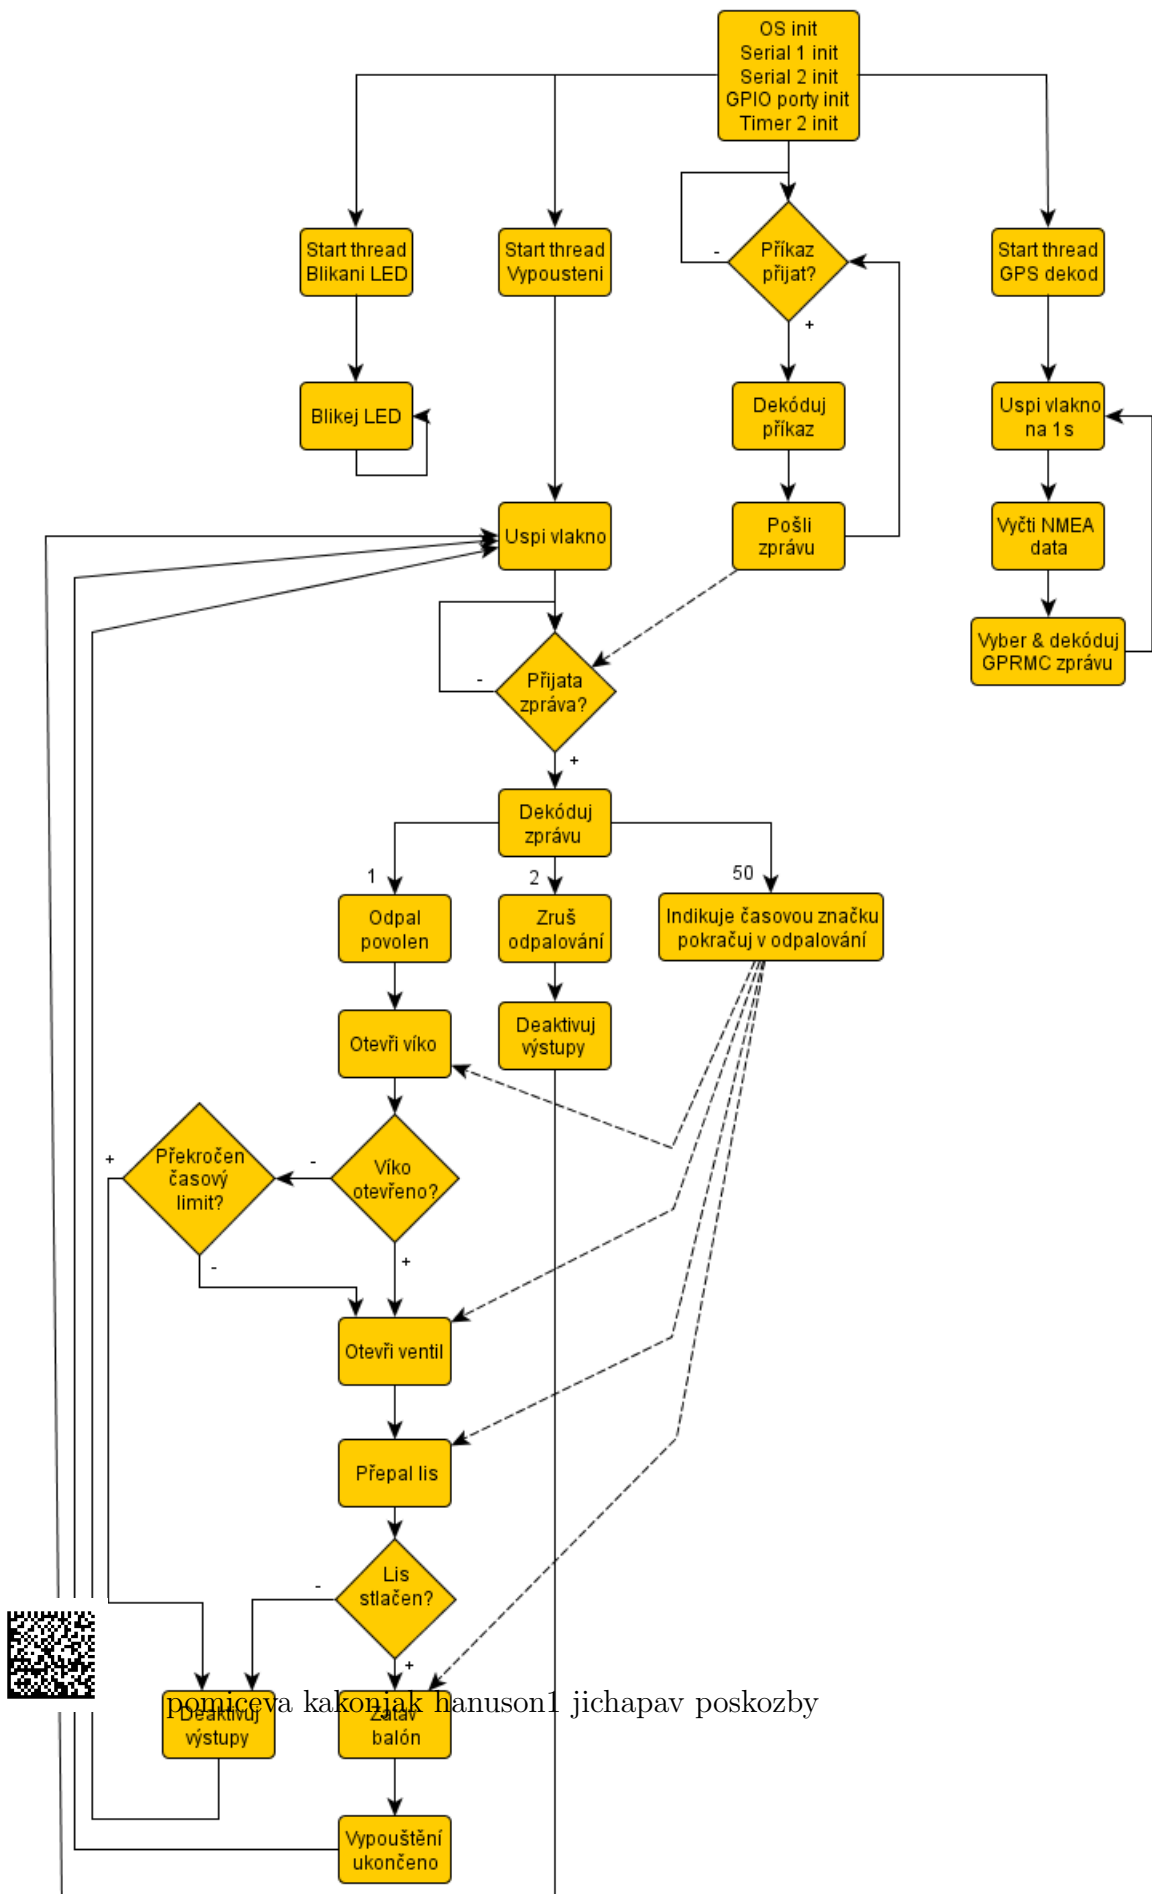 OS init
Serial 1 init
Serial 2 init
GPIO porty init
Timer 2 init
Start thread
Blikani LED
Start thread
Vypousteni
Příkaz
přijat?
-
+
Start thread
GPS dekod
Blikej LED
Dekóduj
příkaz
Uspi vlakno
na 1s
Uspi vlakno
Pošli
zprávu
Vyčti NMEA
data
Vyber & dekóduj
GPRMC zprávu
Přijata
zpráva?
-
+
Dekóduj
zprávu
1
2
50
Odpal
povolen
Zruš
odpalování
Indikuje časovou značku
pokračuj v odpalování
Otevři víko
Deaktivuj
výstupy
Překročen
časový
limit?
+
-
Víko
otevřeno?
-
+
Otevři ventil
Přepal lis
Lis
stlačen?
-
+
pomiceva kakonjak hanuson1 jichapav poskozby
Deaktivuj
výstupy
Zatav
balón
Vypouštění
ukončeno